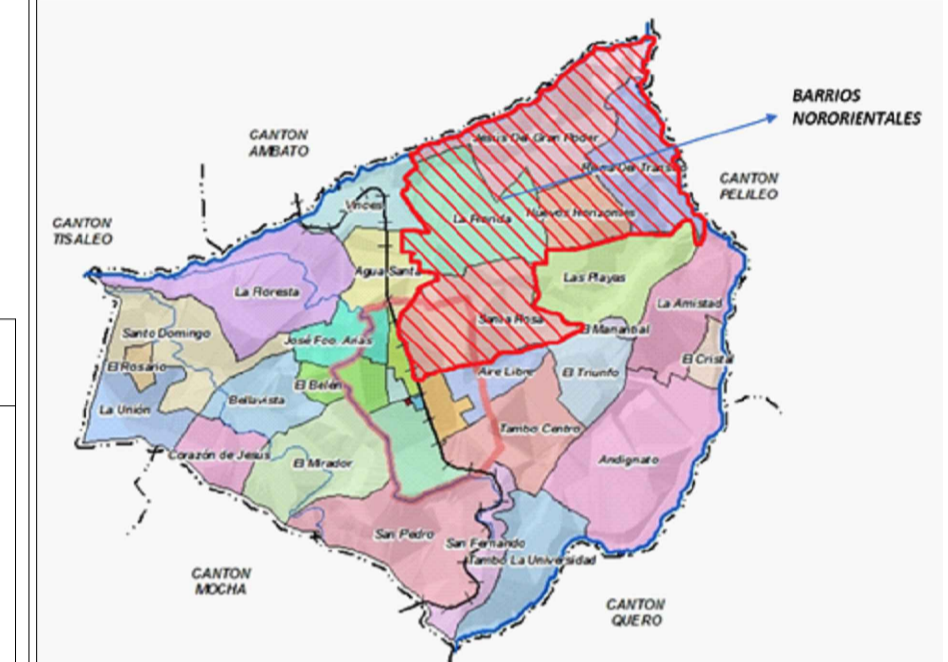 BARRIOS
NORORIENTALES
CANTON
AMBATO
Jesus Del Gran Poder
CANTON
PELILEO
Vinces
La Florida
Nuevos Horizontes
CANTON
TISALEO
Agua Santa
Las Playas
La Floresta
La Amistad
Santa Rosa
Santo Domingo
José Fco. Arias
El Manantial
El Cristal
El Rosario
Aire Libre
El Triunfo
El Belén
La Unión
Bellavista
Tambo Centro
Corazón de Jesus
El Mirador
Andignato
San Pedro
San Fernando
Tambo La Universidad
CANTON
MOCHA
CANTON
QUERO